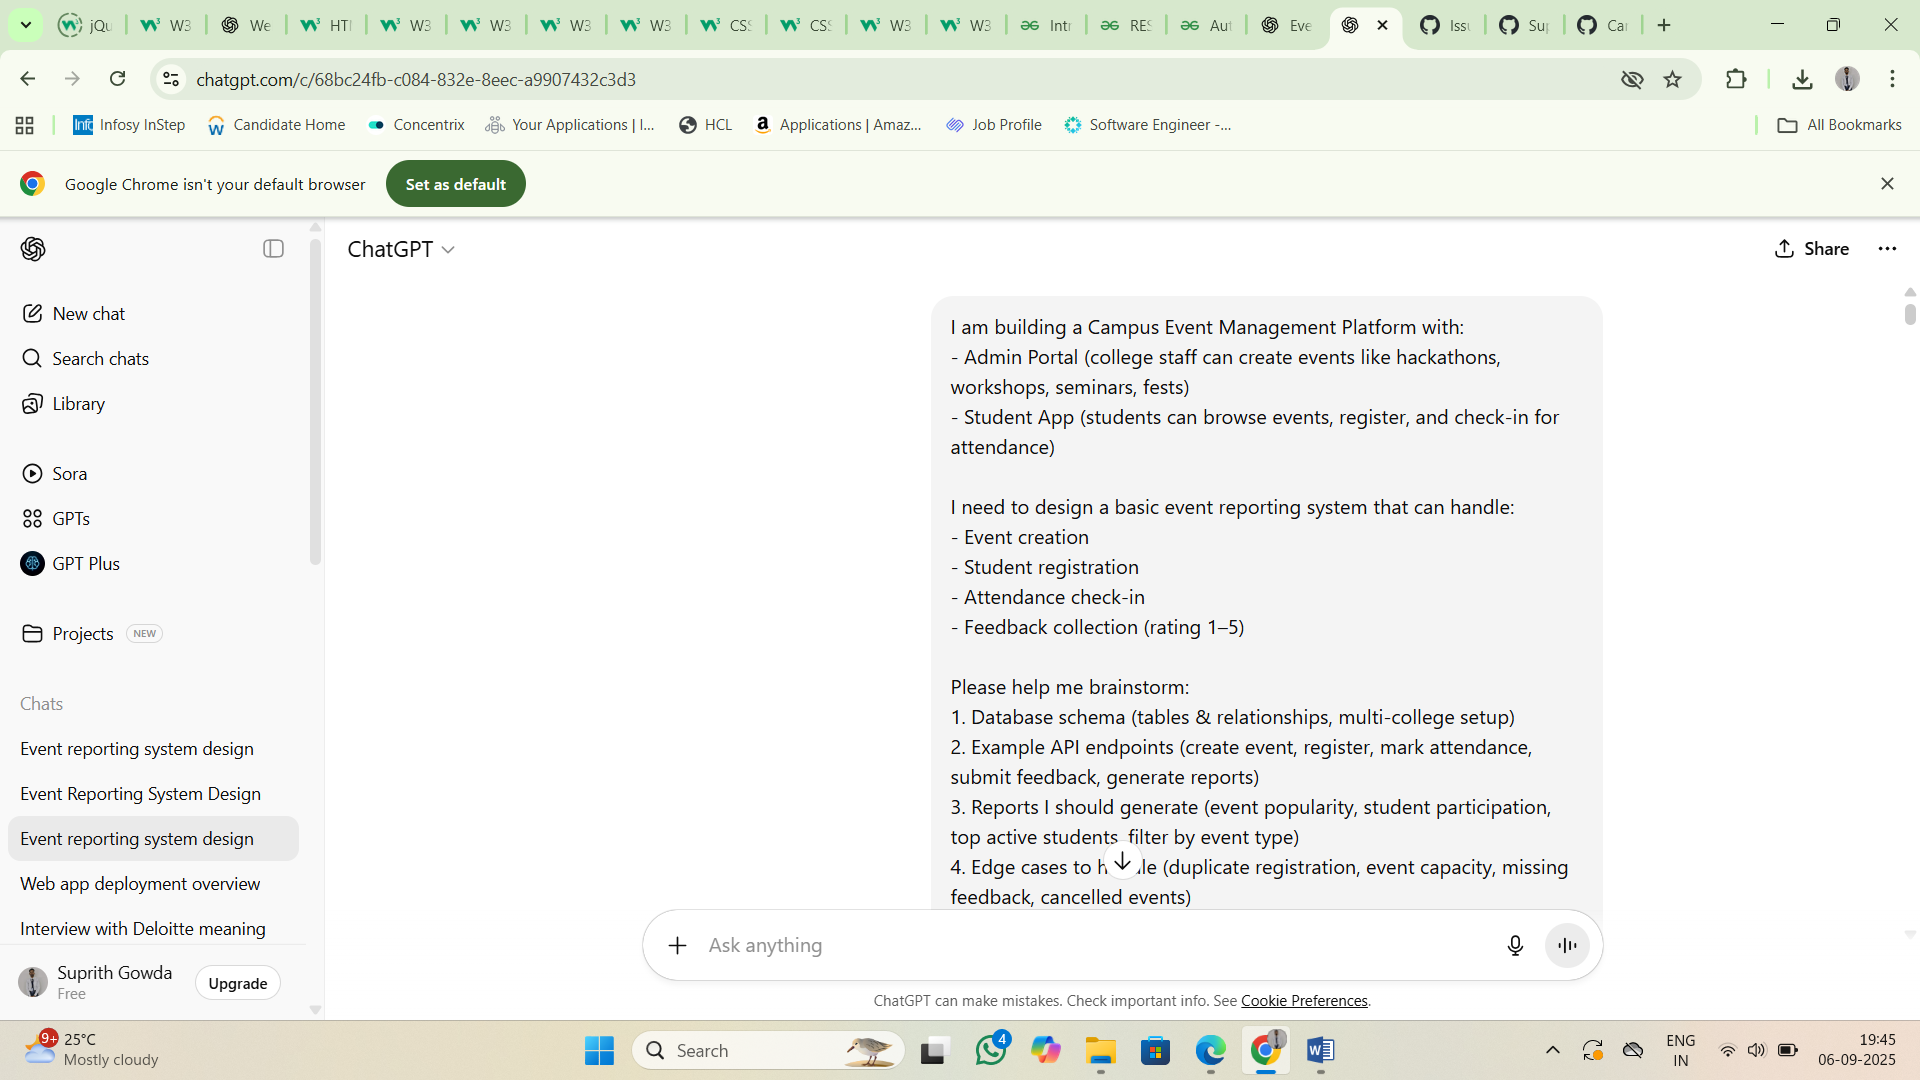 jQu
W3
We
HTI
W3
W3
W3
W3
CSS
CSS
W3
W3
Intr
RES
Aut
Eve
Issu
Sup
Car
chatgpt.com/c/68bc24fb-c084-832e-8eec-a9907432c3d3
Info Infosy InStep
Candidate Home
Concentrix
Your Applications | I...
HCL
Applications | Amaz...
Job Profile
Software Engineer -...
All Bookmarks
Google Chrome isn't your default browser
Set as default
ChatGPT
Share
New chat
Search chats
Library
Sora
GPTs
GPT Plus
Projects NEW
Chats
Event reporting system design
Event Reporting System Design
Event reporting system design
Web app deployment overview
Interview with Deloitte meaning
Suprith Gowda
Free
Upgrade
I am building a Campus Event Management Platform with:
- Admin Portal (college staff can create events like hackathons,
workshops, seminars, fests)
- Student App (students can browse events, register, and check-in for
attendance)
I need to design a basic event reporting system that can handle:
- Event creation
- Student registration
- Attendance check-in
- Feedback collection (rating 1–5)
Please help me brainstorm:
1. Database schema (tables & relationships, multi-college setup)
2. Example API endpoints (create event, register, mark attendance,
submit feedback, generate reports)
3. Reports I should generate (event popularity, student participation,
top active students, filter by event type)
4. Edge cases to handle (duplicate registration, event capacity, missing
feedback, cancelled events)
Ask anything
ChatGPT can make mistakes. Check important info. See Cookie Preferences.
9+
25°C
Mostly cloudy
Search
4
ENG
IN
19:45
06-09-2025